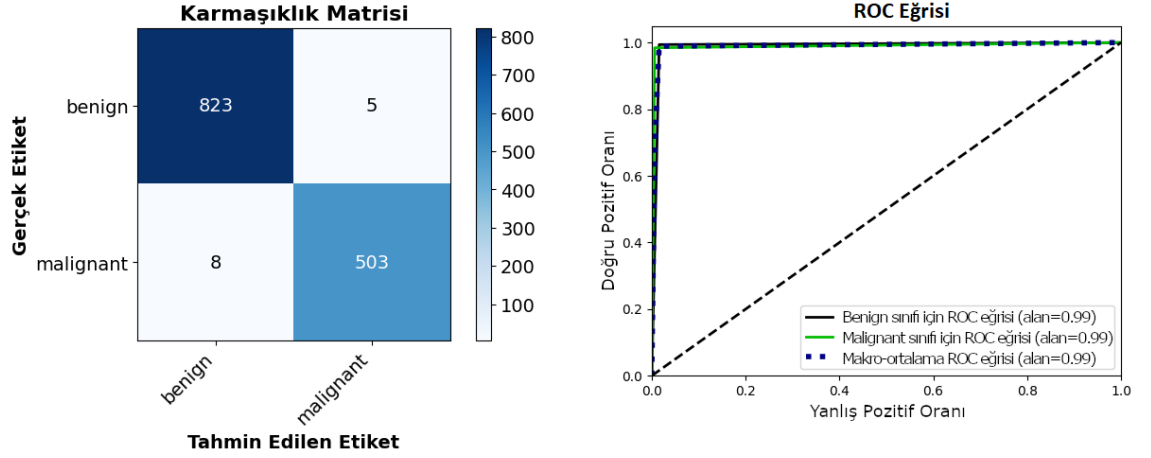 Karmaşıklık Matrisi
Gerçek Etiket
benign
malignant
823
5
8
503
benign
malignant
Tahmin Edilen Etiket
800
700
600
500
400
300
200
100
ROC Eğrisi
Doğru Pozitif Oranı
1.0
0.8
0.6
0.4
0.2
0.0
Benign sınıfı için ROC eğrisi (alan=0.99)
Malignant sınıfı için ROC eğrisi (alan=0.99)
Makro-ortalama ROC eğrisi (alan=0.99)
0.0 0.2 0.4 0.6 0.8 1.0
Yanlış Pozitif Oranı